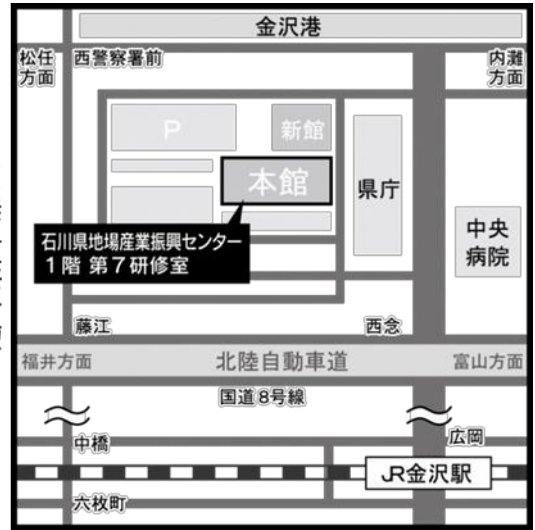 金沢港
松任
方面
西警察署前
内灘
方面
P
新館
本館
県庁
石川県地場産業振興センター
1階 第7研修室
中央
病院
藤江
西念
福井方面
北陸自動車道
富山方面
国道8号線
中橋
広岡
JR金沢駅
六枚町